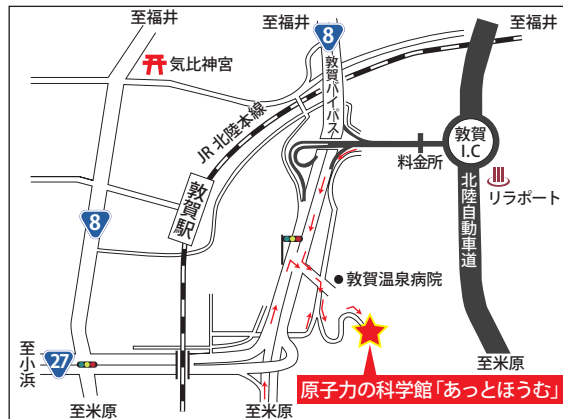 至福井
至福井
至福井
8
気比神宮
敦賀バイパス
JR 北陸本線
敦賀
I.C
料金所
リラポート
北陸自動車道
敦賀駅
8
敦賀温泉病院
至小浜
27
至米原
至米原
至米原
原子力の科学館「あっとほうむ」